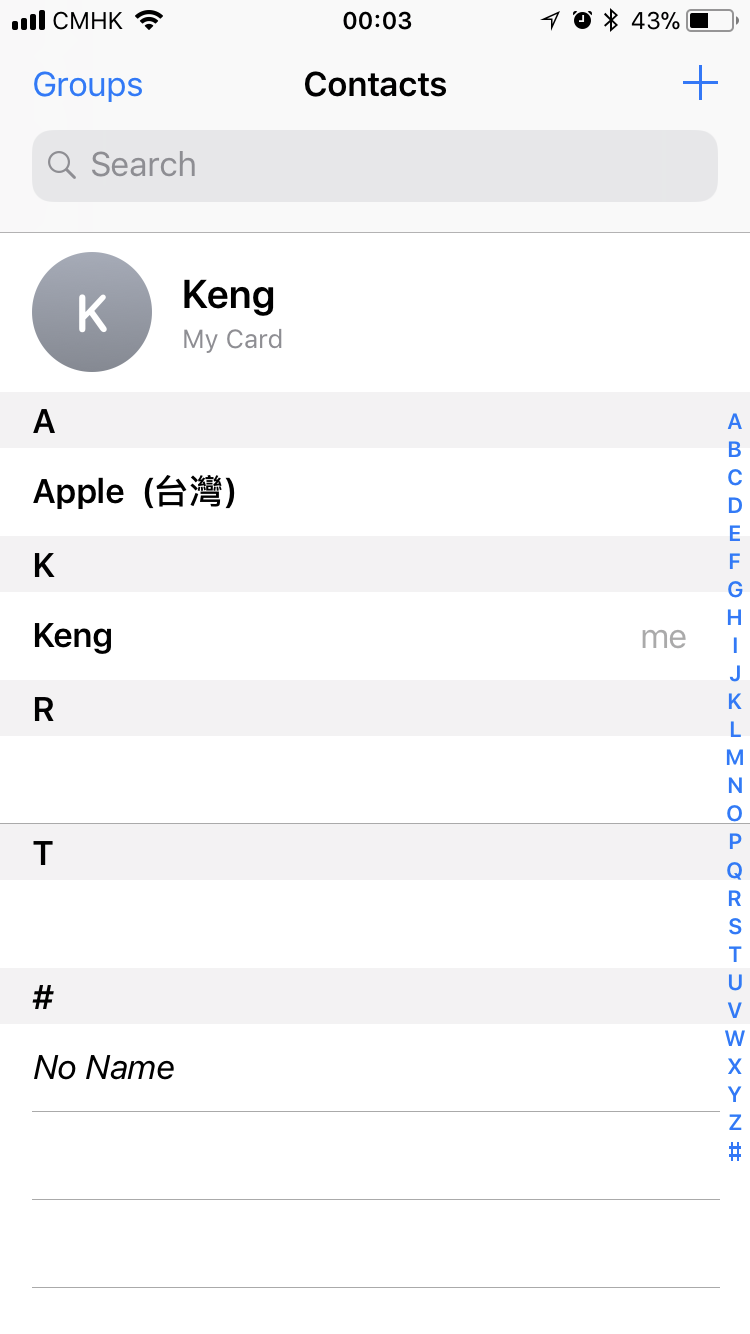 CMHK 00:03 43%
Groups Contacts
Search
K
Keng
My Card
A
Apple (台灣)
K
Keng me
R
T
#
No Name
A
B
C
D
E
F
G
H
I
J
K
L
M
N
O
P
Q
R
S
T
U
V
W
X
Y
Z
#